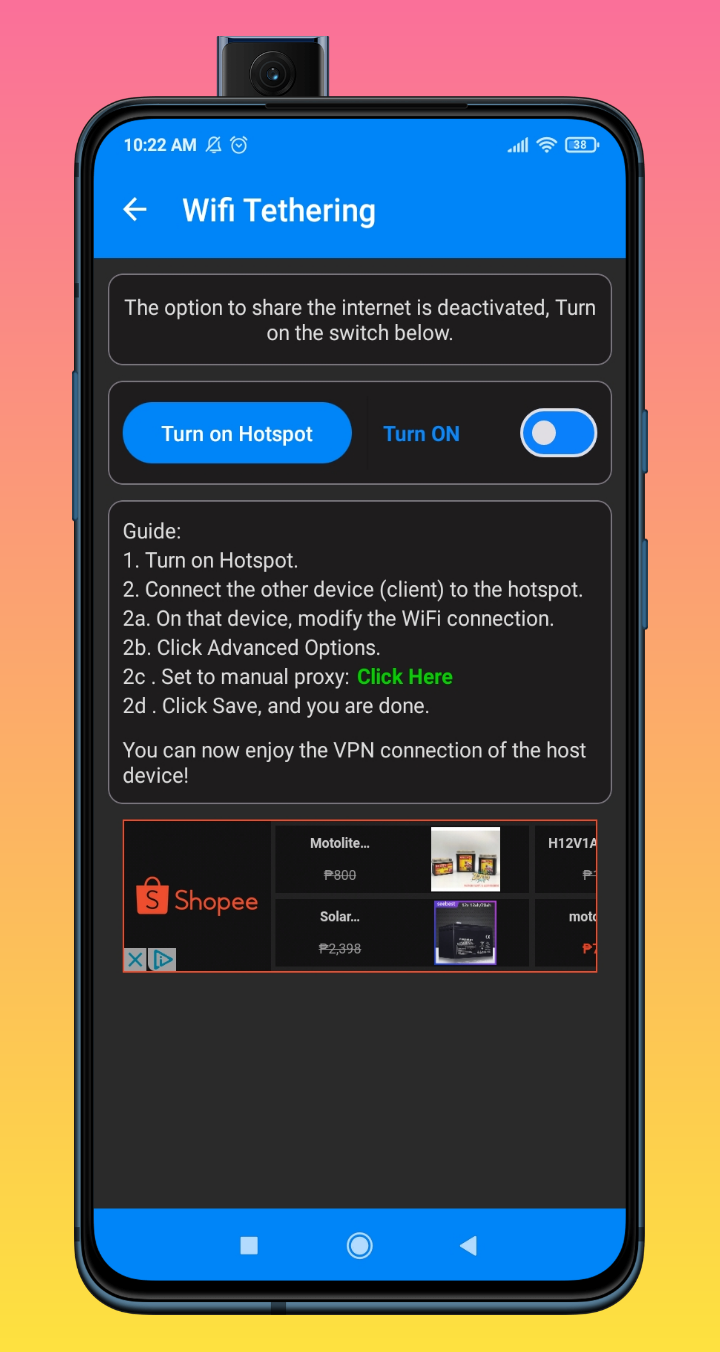 10:22 AM
38
Wifi Tethering
The option to share the internet is deactivated, Turn
on the switch below.
Turn on Hotspot
Turn ON
Guide:
1. Turn on Hotspot.
2. Connect the other device (client) to the hotspot.
2a. On that device, modify the WiFi connection.
2b. Click Advanced Options.
2c . Set to manual proxy: Click Here
2d . Click Save, and you are done.
You can now enjoy the VPN connection of the host
device!
S Shopee
Motolite...
₱800
H12V1A
Solar...
₱2,398
moto
₱7